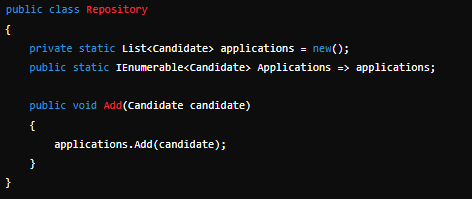 public class Repository
{
    private static List<Candidate> applications = new();
    public static IEnumerable<Candidate> Applications => applications;

    public void Add(Candidate candidate)
    {
        applications.Add(candidate);
    }
}